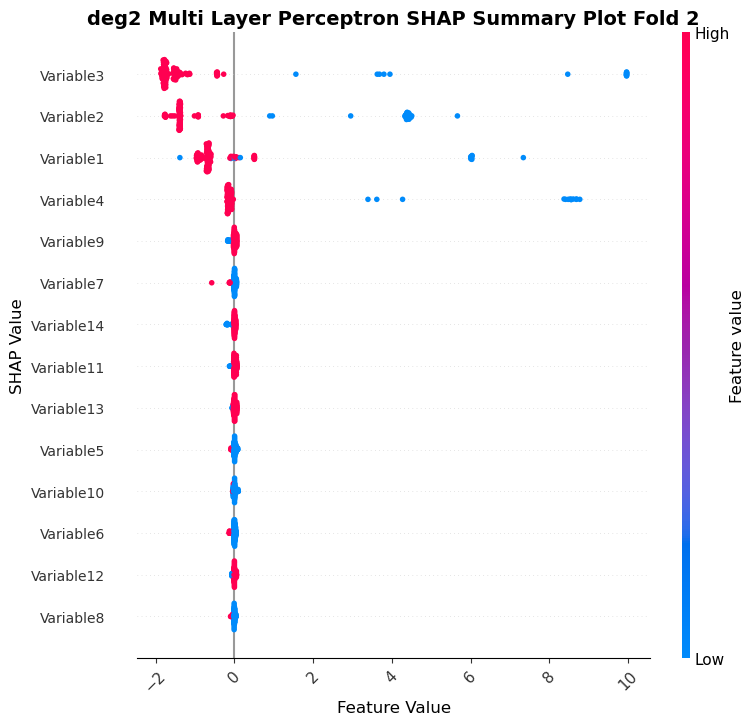 deg2 Multi Layer Perceptron SHAP Summary Plot Fold 2
High
Variable3
Variable2
Variable1
Variable4
Variable9
Variable7
Variable14
Variable11
Variable13
Variable5
Variable10
Variable6
Variable12
Variable8
SHAP Value
Feature value
Low
−2 0 2 4 6 8 10
Feature Value